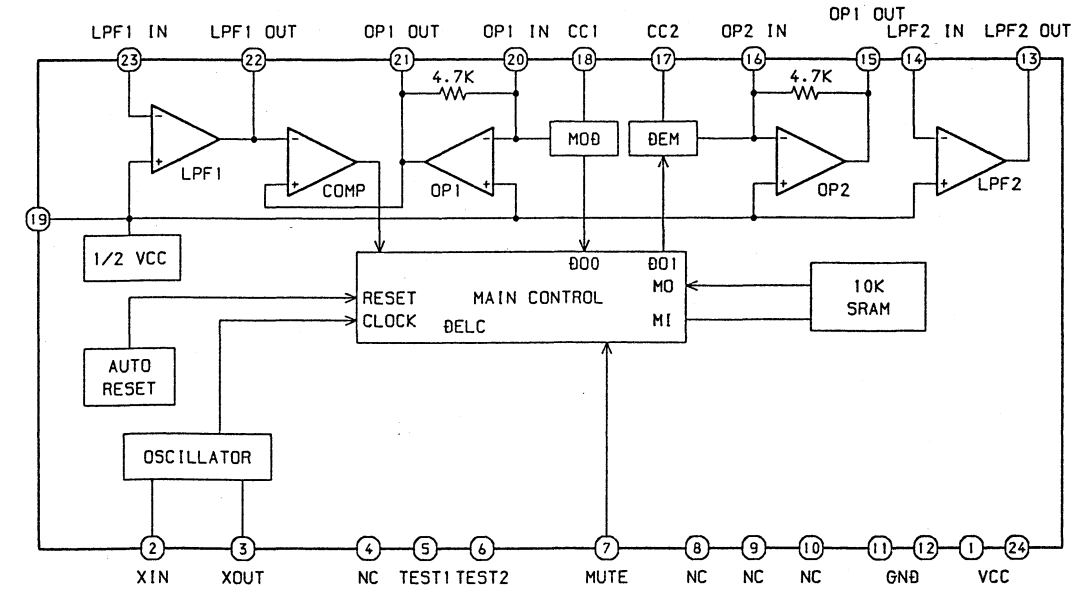 OP1 OUT
LPF1 IN LPF1 OUT OP1 OUT OP1 IN CC1 CC2 OP2 IN LPF2 IN LPF2 OUT
23 22 21 20 18 17 16 15 14 13
4.7K 4.7K
- - - MOD DEM - -
+ LPF1 + COMP OP1 + + OP2 + LPF2
19
1/2 VCC
DO0 DO1
RESET MAIN CONTROL MO
CLOCK DELC MI
10K
SRAM
AUTO
RESET
OSCILLATOR
2 3 4 5 6 7 8 9 10 11 12 1 24
XIN XOUT NC TEST1 TEST2 MUTE NC NC NC GND VCC